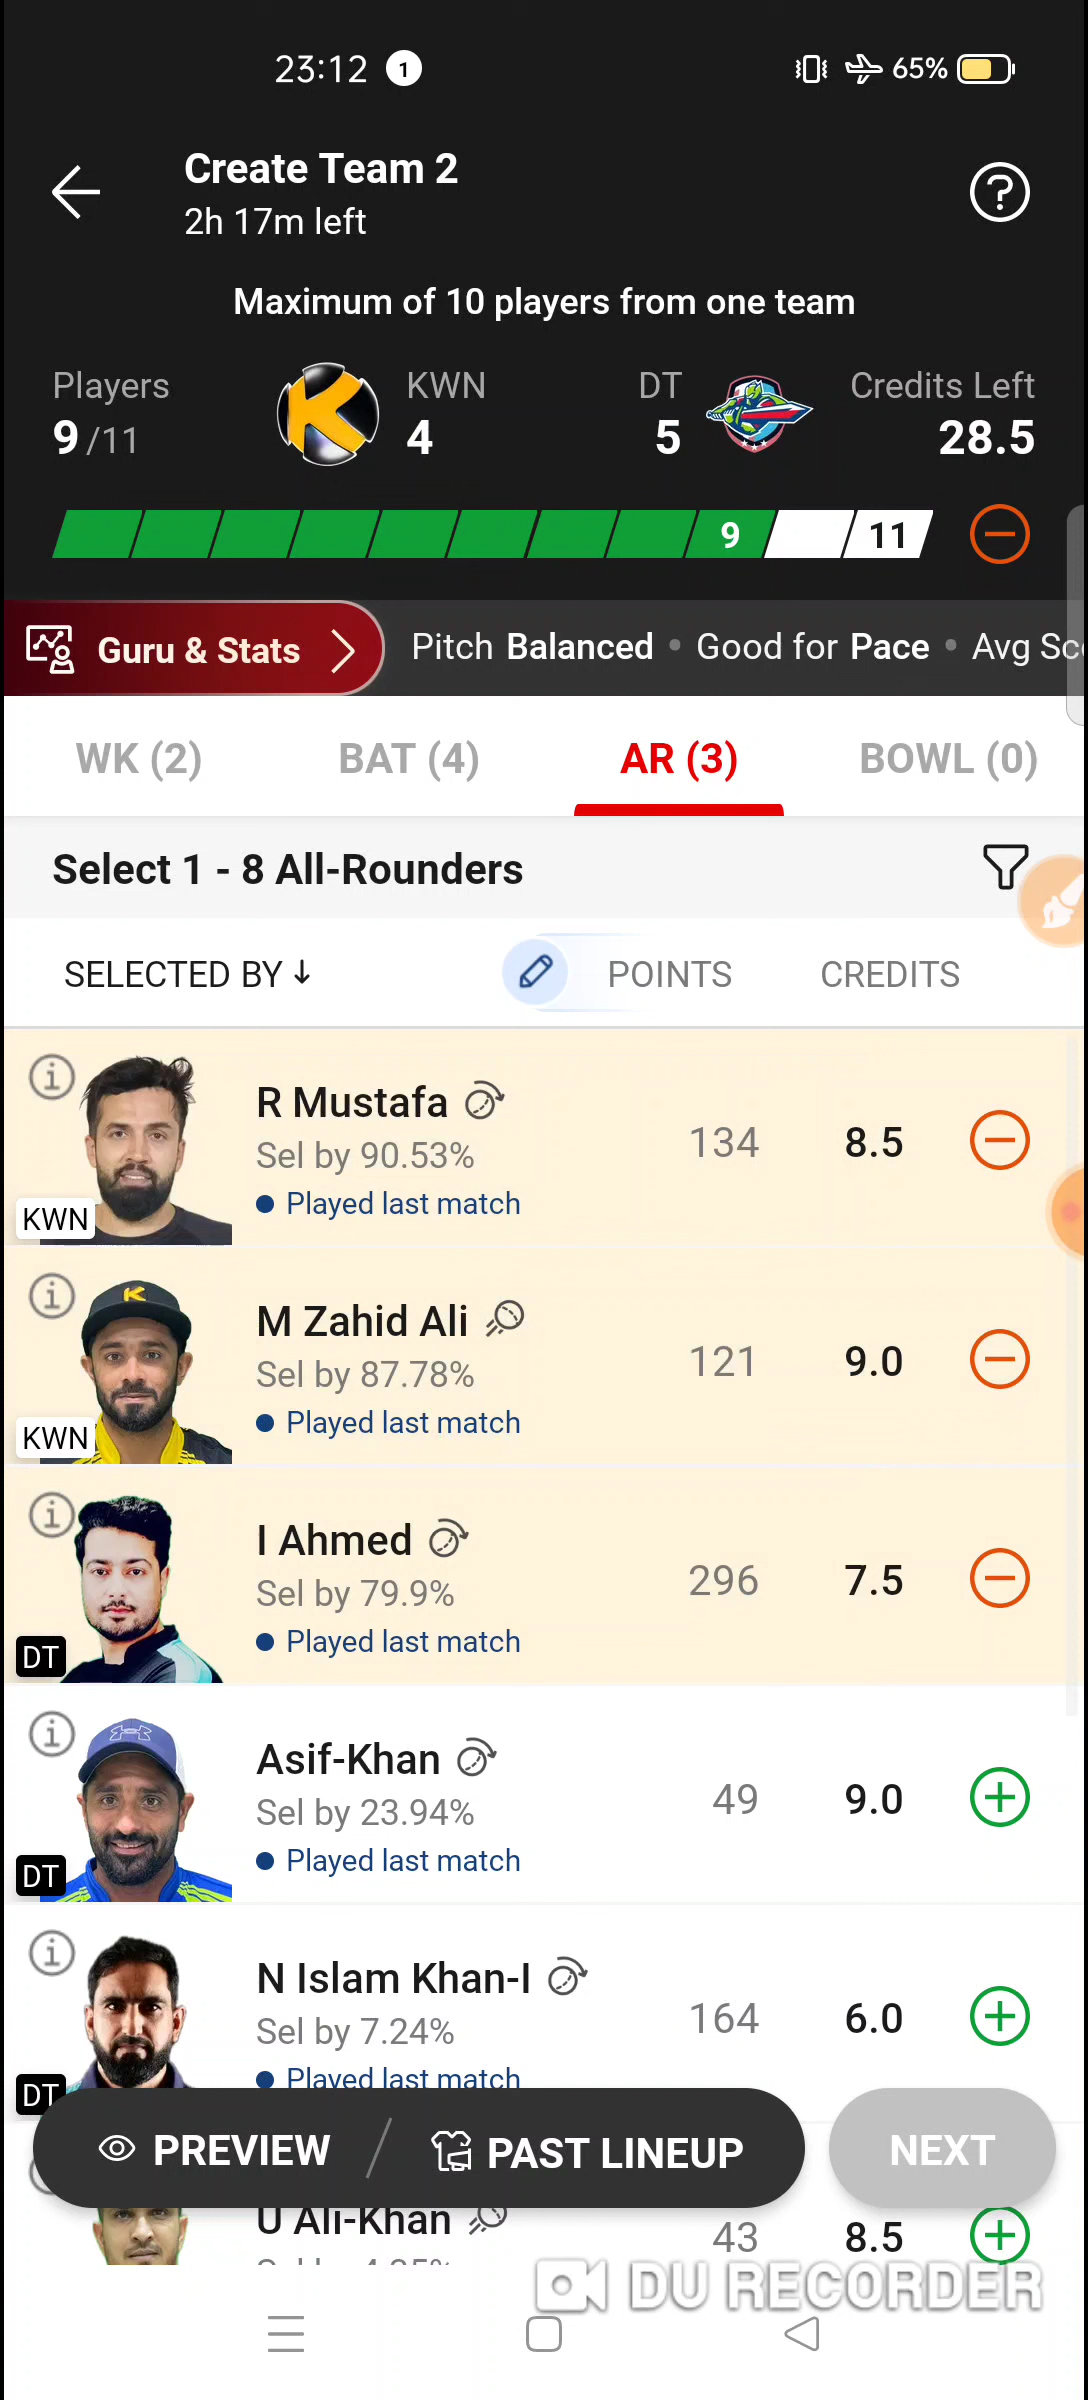 23:12 1 65%
Create Team 2
2h 17m left
Maximum of 10 players from one team
Players KWN DT Credits Left
9/11 4 5 28.5
9 11
Guru & Stats Pitch Balanced • Good for Pace • Avg Sc
WK (2) BAT (4) AR (3) BOWL (0)
Select 1 - 8 All-Rounders
SELECTED BY ↓ POINTS CREDITS
R Mustafa
Sel by 90.53% 134 8.5
Played last match
KWN
M Zahid Ali
Sel by 87.78% 121 9.0
Played last match
KWN
I Ahmed
Sel by 79.9% 296 7.5
Played last match
DT
Asif-Khan
Sel by 23.94% 49 9.0
Played last match
DT
N Islam Khan-I
Sel by 7.24% 164 6.0
Played last match
DT
PREVIEW PAST LINEUP NEXT
U Ali-Khan 43 8.5
DU RECORDER